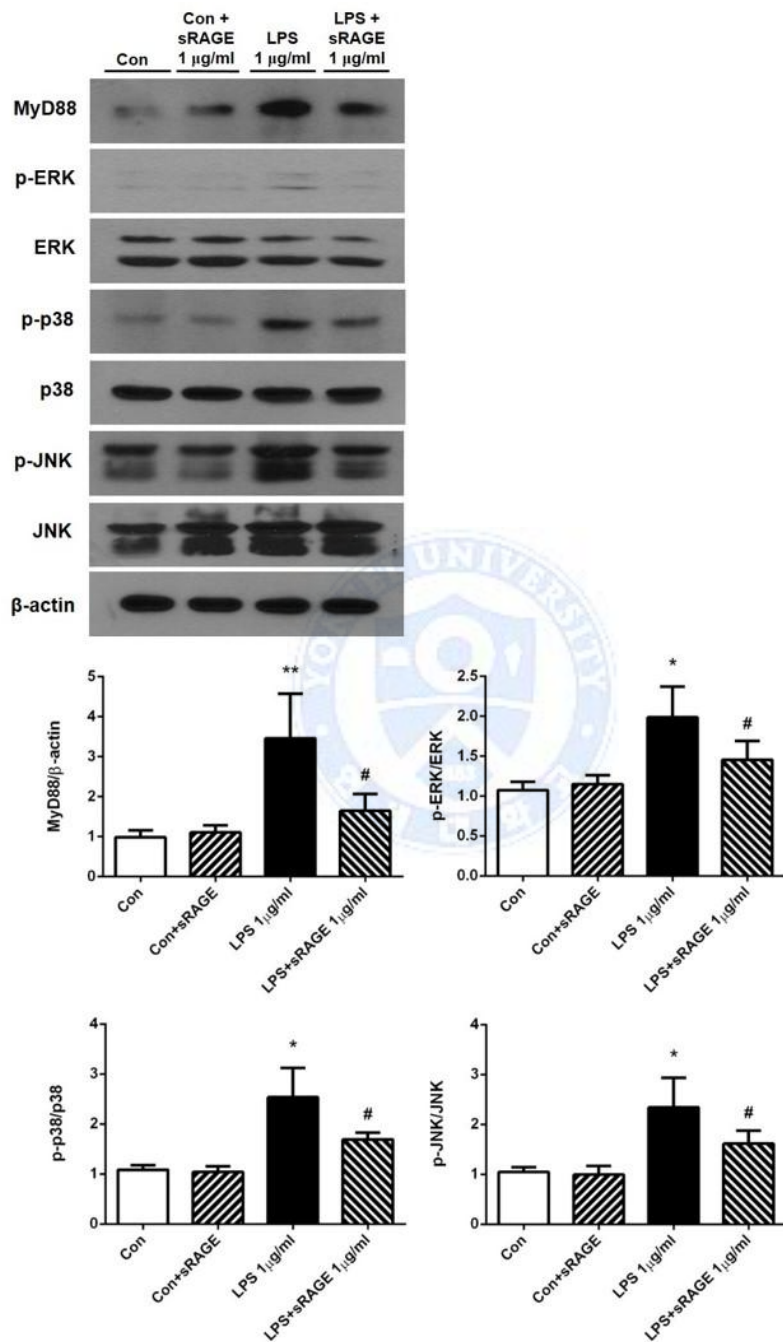 Con
Con +
sRAGE
1 μg/ml
LPS
1 μg/ml
LPS +
sRAGE
1 μg/ml
MyD88
p-ERK
ERK
p-p38
p38
p-JNK
JNK
β-actin
MyD88/β-actin
5
4
3
2
1
0
**
#
Con
Con+sRAGE
LPS 1μg/ml
LPS+sRAGE 1μg/ml
p-ERK/ERK
2.5
2.0
1.5
1.0
0.5
0.0
*
#
Con
Con+sRAGE
LPS 1μg/ml
LPS+sRAGE 1μg/ml
p-p38/p38
4
3
2
1
0
*
#
Con
Con+sRAGE
LPS 1μg/ml
LPS+sRAGE 1μg/ml
p-JNK/JNK
4
3
2
1
0
*
#
Con
Con+sRAGE
LPS 1μg/ml
LPS+sRAGE 1μg/ml
YONSEI UNIVERSITY